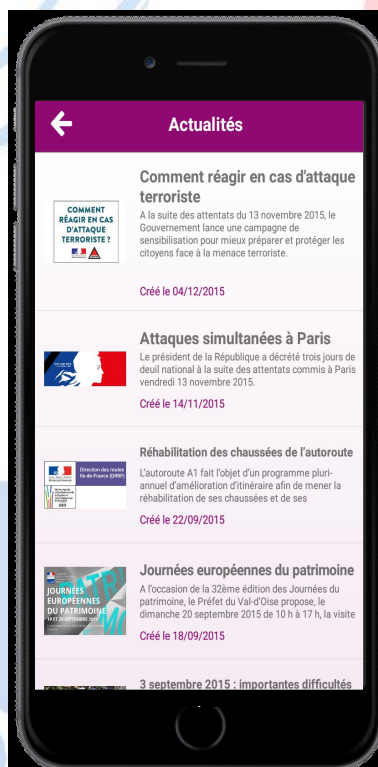 Actualités
COMMENT
RÉAGIR EN CAS
D'ATTAQUE
TERRORISTE ?
Comment réagir en cas d'attaque
terroriste
A la suite des attentats du 13 novembre 2015, le
Gouvernement lance une campagne de
sensibilisation pour mieux préparer et protéger les
citoyens face à la menace terroriste.
Créé le 04/12/2015
Attaques simultanées à Paris
Le président de la République a décrété trois jours de
deuil national à la suite des attentats commis à Paris
vendredi 13 novembre 2015.
Créé le 14/11/2015
Direction des routes
Île-de-France (DiRIF)
Réhabilitation des chaussées de l'autoroute
L'autoroute A1 fait l'objet d'un programme pluri-
annuel d'amélioration d'itinéraire afin de mener la
réhabilitation de ses chaussées et de ses
Créé le 22/09/2015
JOURNÉES
EUROPÉENNES
DU PATRIMOINE
19 ET 20 SEPTEMBRE 2015
Journées européennes du patrimoine
A l'occasion de la 32ème édition des Journées du
patrimoine, le Préfet du Val-d'Oise propose, le
dimanche 20 septembre 2015 de 10 h à 17 h, la visite
Créé le 18/09/2015
3 septembre 2015 : importantes difficultés